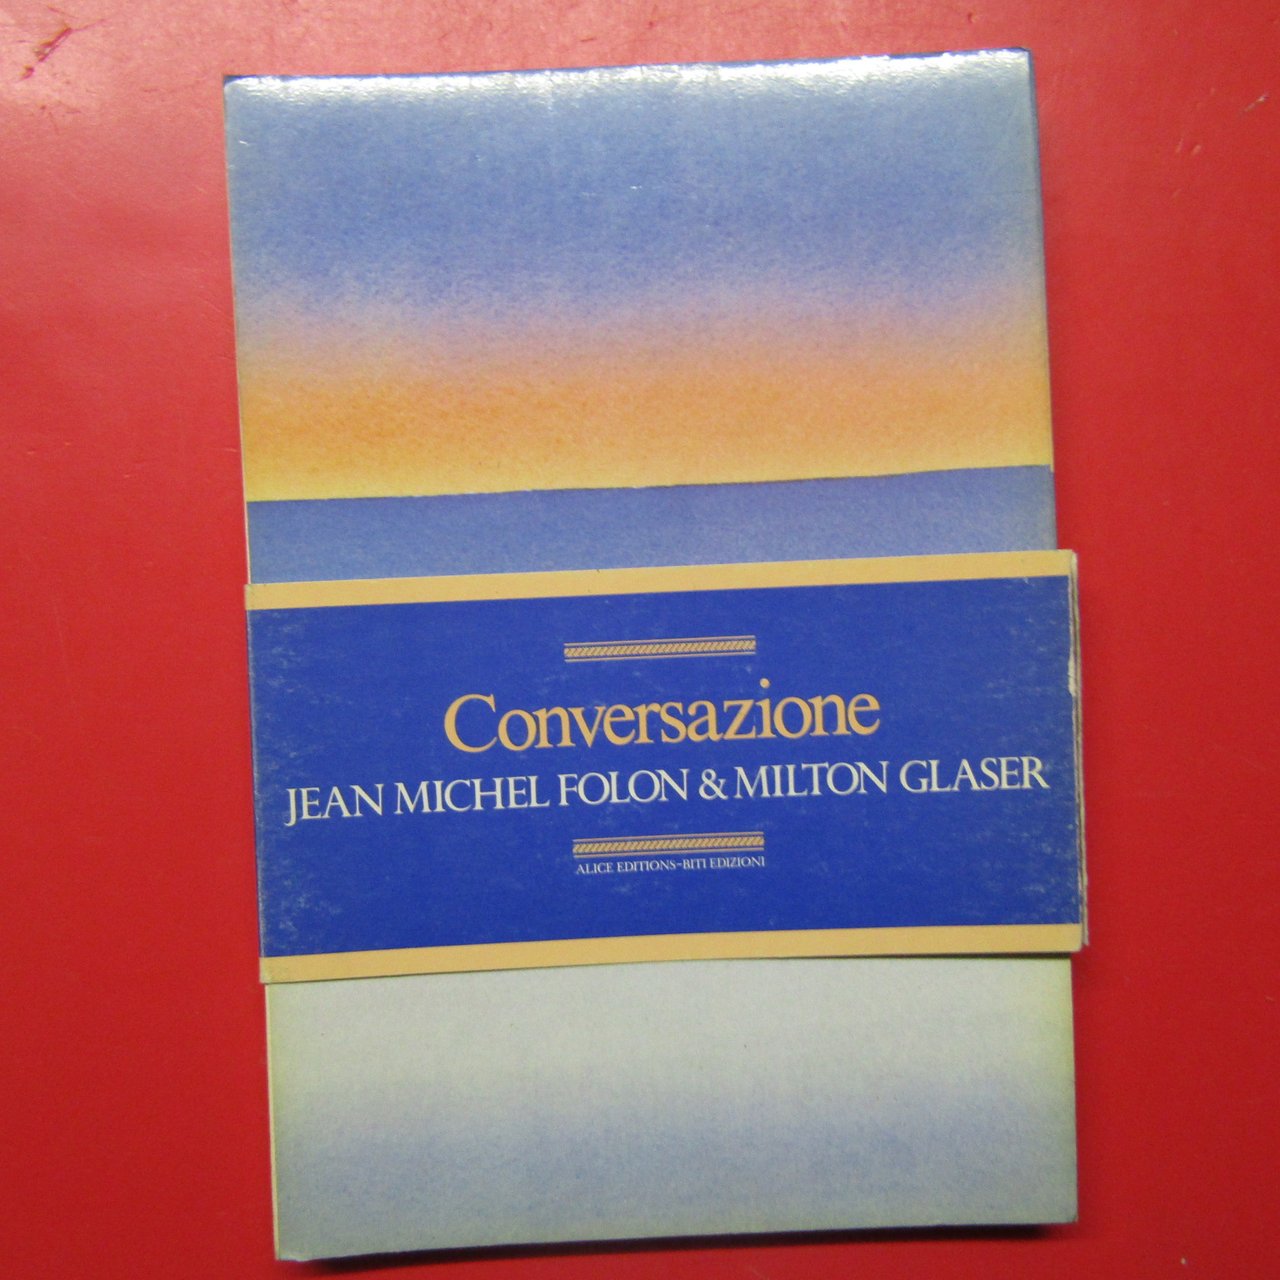 Conversazione
JEAN MICHEL FOLON & MILTON GLASER
ALICE EDITIONS-BITI EDIZIONI